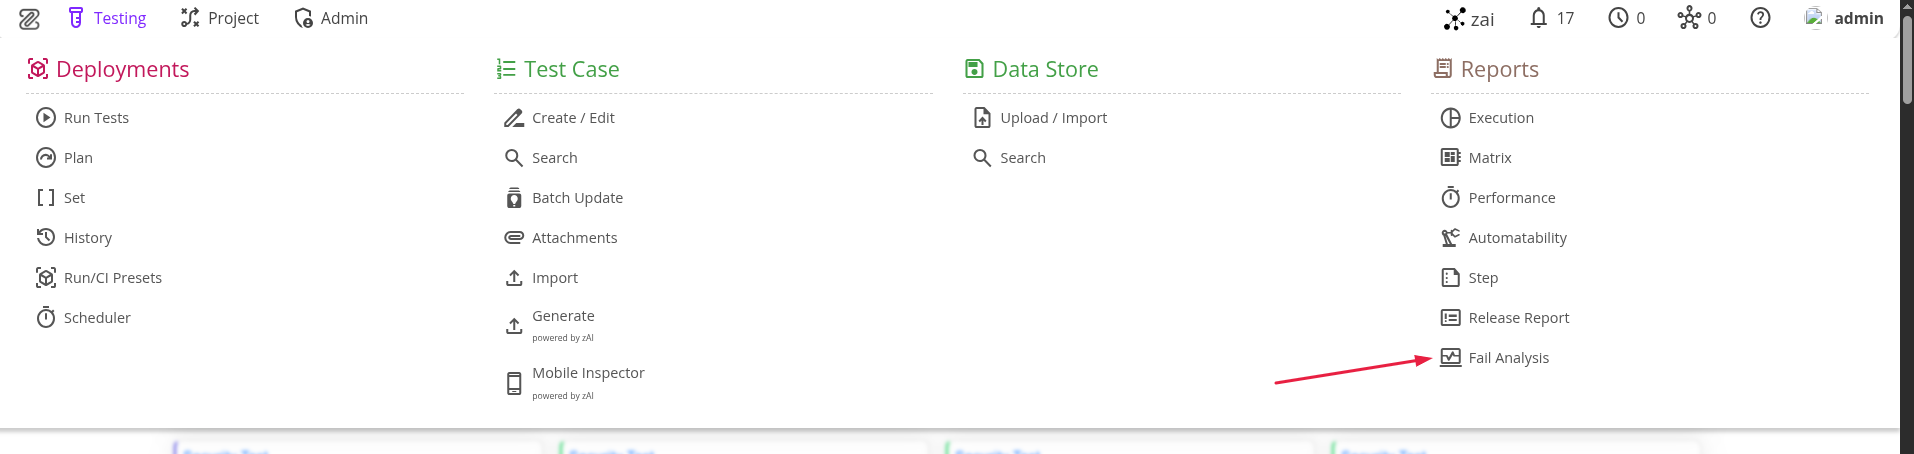 Testing Project Admin zai 17 0 0 admin
Deployments
Run Tests
Plan
Set
History
Run/CI Presets
Scheduler
Test Case
Create / Edit
Search
Batch Update
Attachments
Import
Generate
powered by zAI
Mobile Inspector
powered by zAI
Data Store
Upload / Import
Search
Reports
Execution
Matrix
Performance
Automatability
Step
Release Report
Fail Analysis